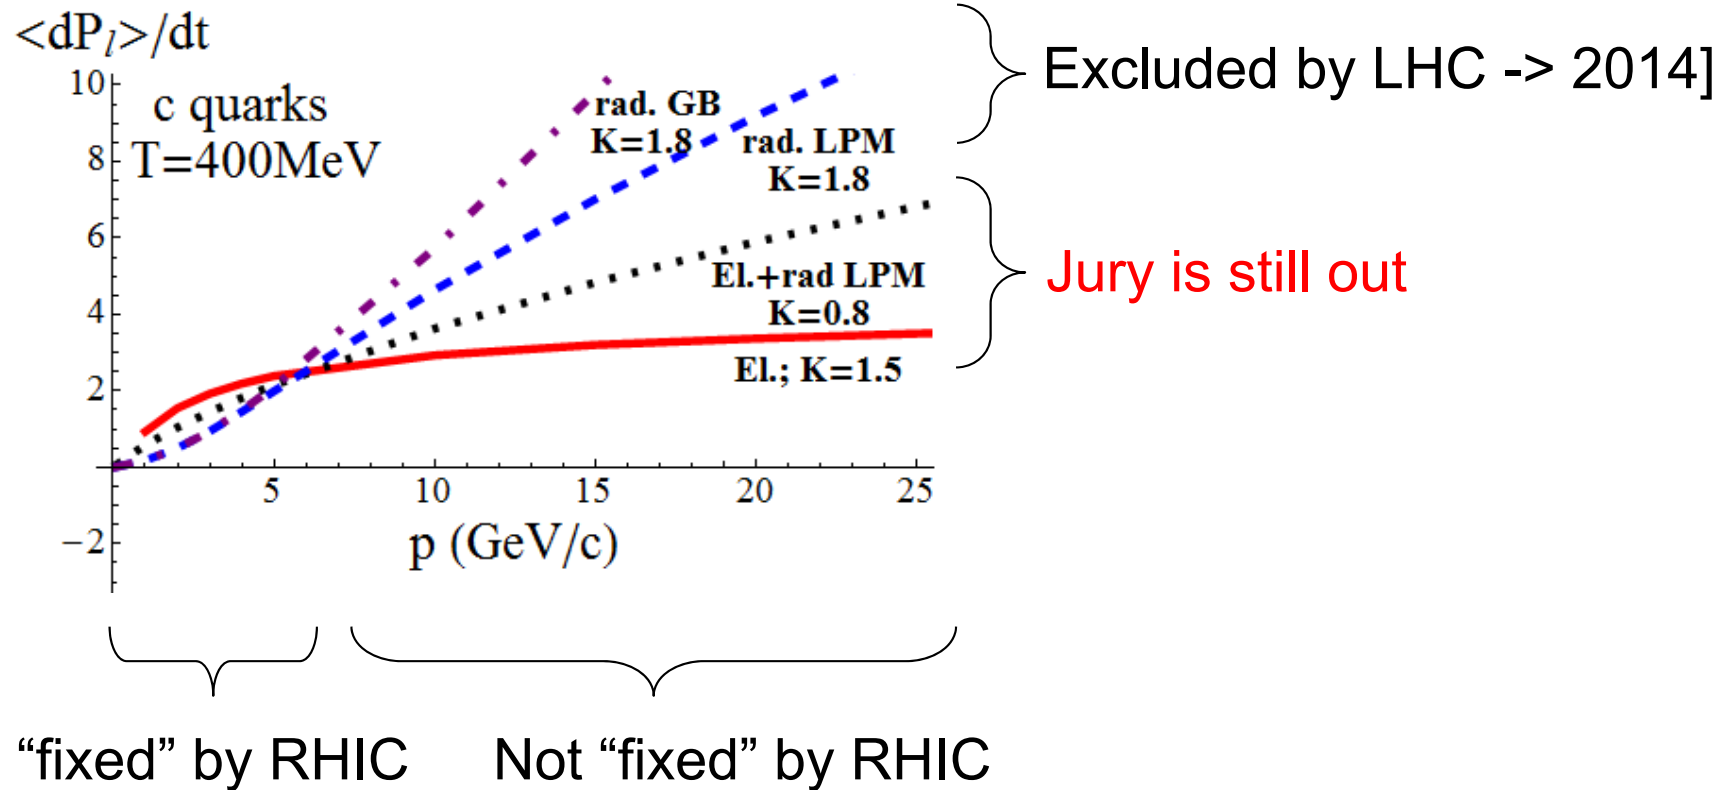 <dPl>/dt
10
8
6
4
2
−2
c quarks
T=400MeV
rad. GB
K=1.8
rad. LPM
K=1.8
El.+rad LPM
K=0.8
El.; K=1.5
5
10
15
20
25
p (GeV/c)
Excluded by LHC -> 2014]
Jury is still out
“fixed” by RHIC
Not “fixed” by RHIC